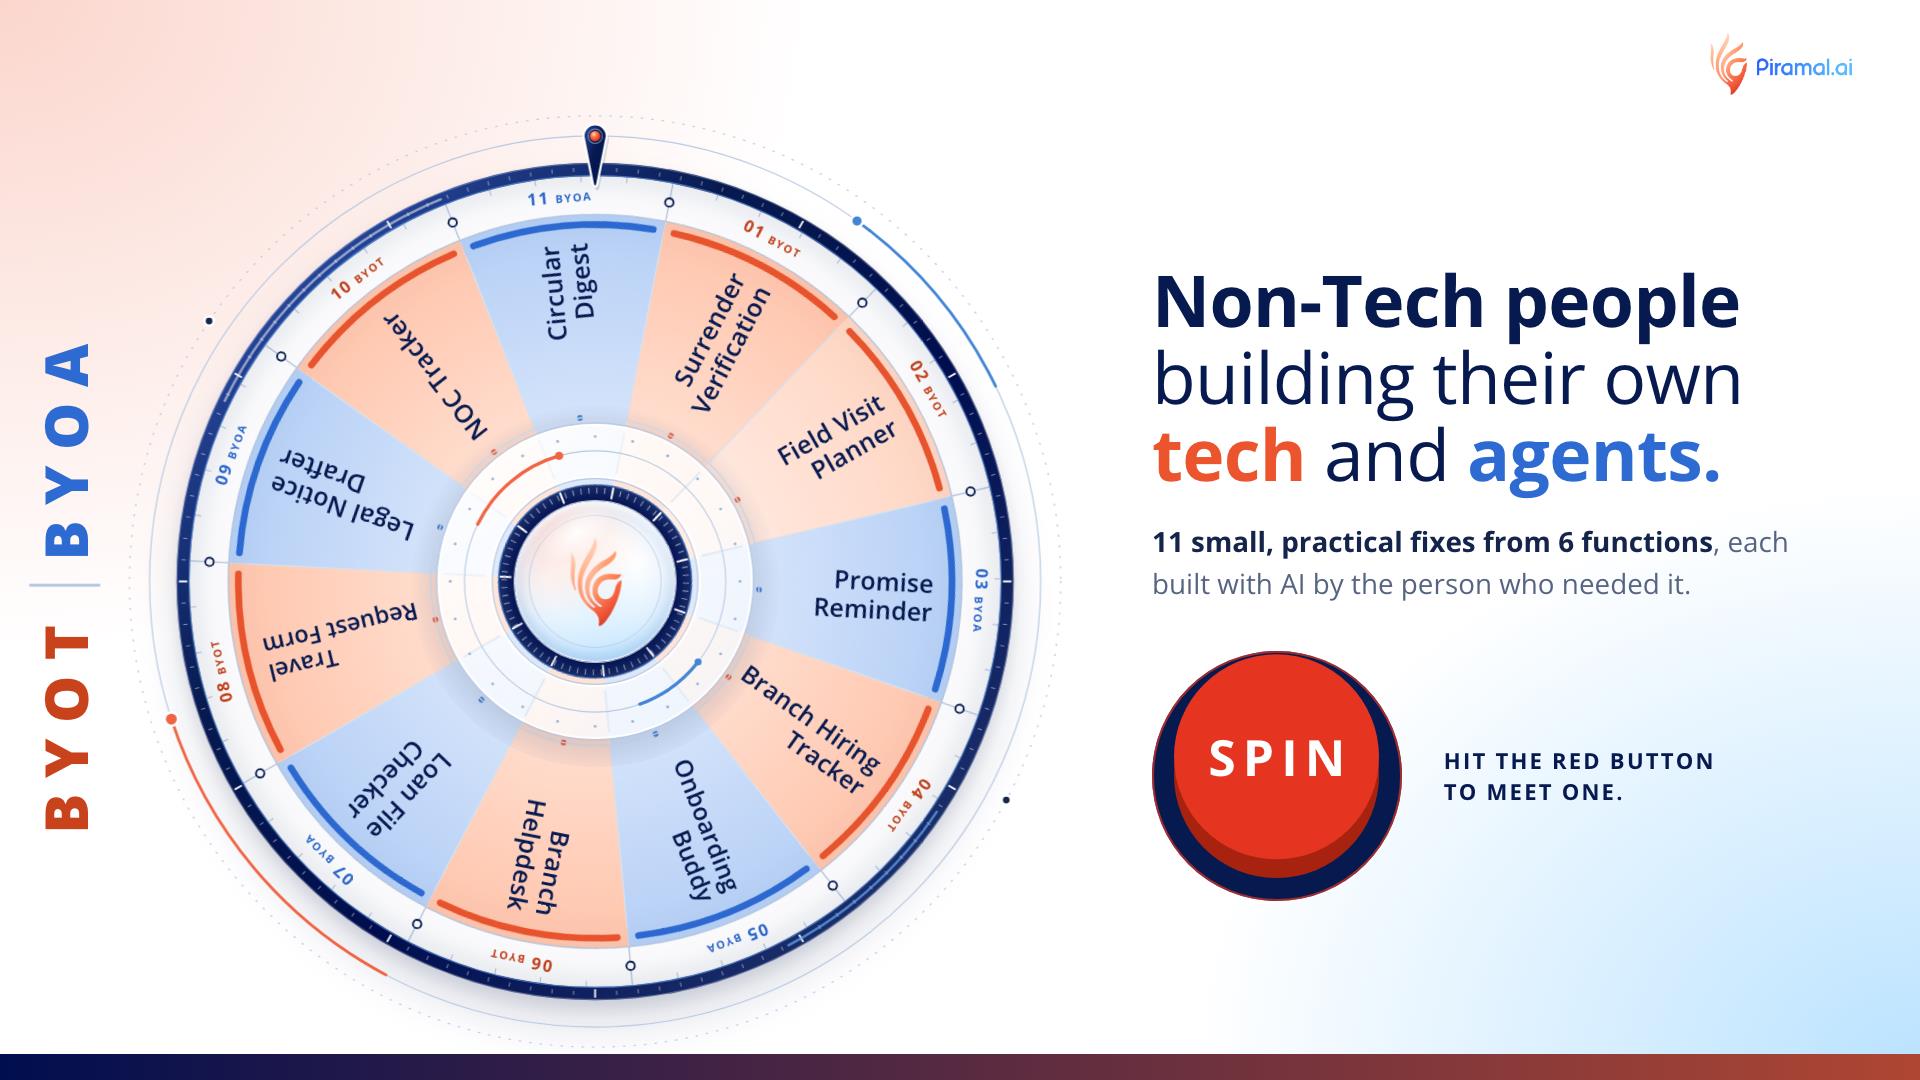 Piramal.ai
BYOT | BYOA
11 BYOA
Circular
Digest
01 BYOT
Surrender
Verification
02 BYOT
Field Visit
Planner
03 BYOA
Promise
Reminder
04 BYOT
Branch Hiring
Tracker
05 BYOA
Onboarding
Buddy
06 BYOT
Branch
Helpdesk
07 BYOA
Loan File
Checker
08 BYOT
Travel
Request Form
09 BYOA
Legal Notice
Drafter
10 BYOT
NOC Tracker
Non-Tech people
building their own
tech and agents.
11 small, practical fixes from 6 functions, each
built with AI by the person who needed it.
SPIN
HIT THE RED BUTTON
TO MEET ONE.